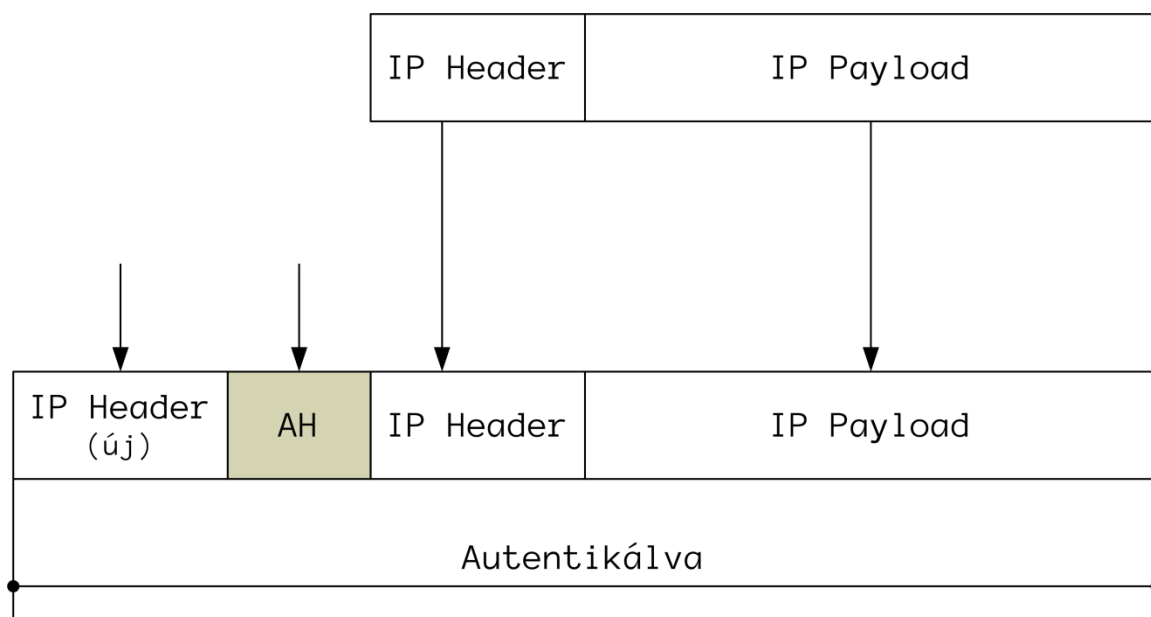 IP Header
IP Payload
IP Header
(új)
AH
IP Header
IP Payload
Autentikálva